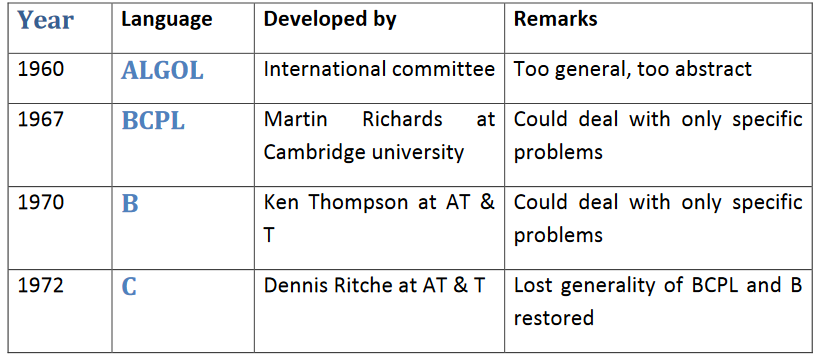 Year Language Developed by Remarks
1960 ALGOL International committee Too general, too abstract
1967 BCPL Martin Richards at Could deal with only specific
Cambridge university problems
1970 B Ken Thompson at AT & Could deal with only specific
T problems
1972 C Dennis Ritche at AT & T Lost generality of BCPL and B
restored